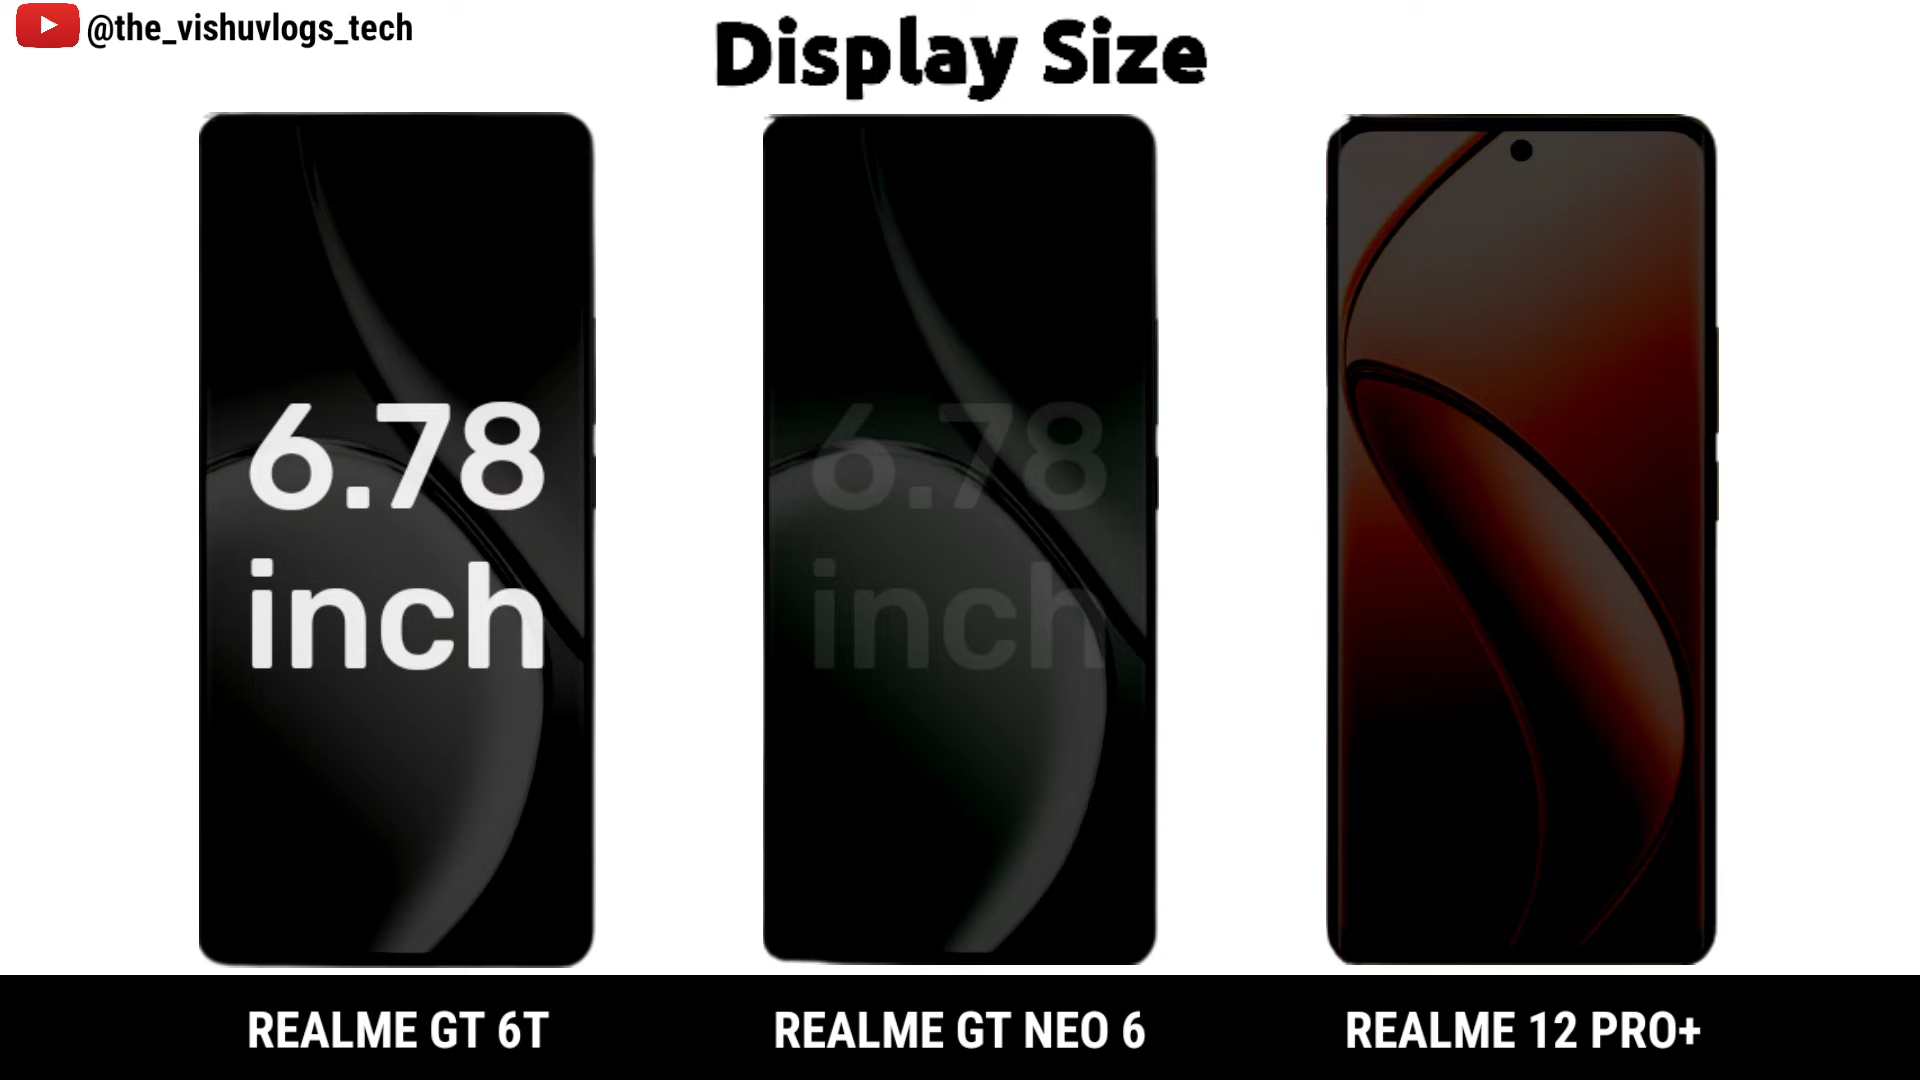 @the_vishuvlogs_tech
Display Size
6.78
inch
6.78
inch
REALME GT 6T
REALME GT NEO 6
REALME 12 PRO+